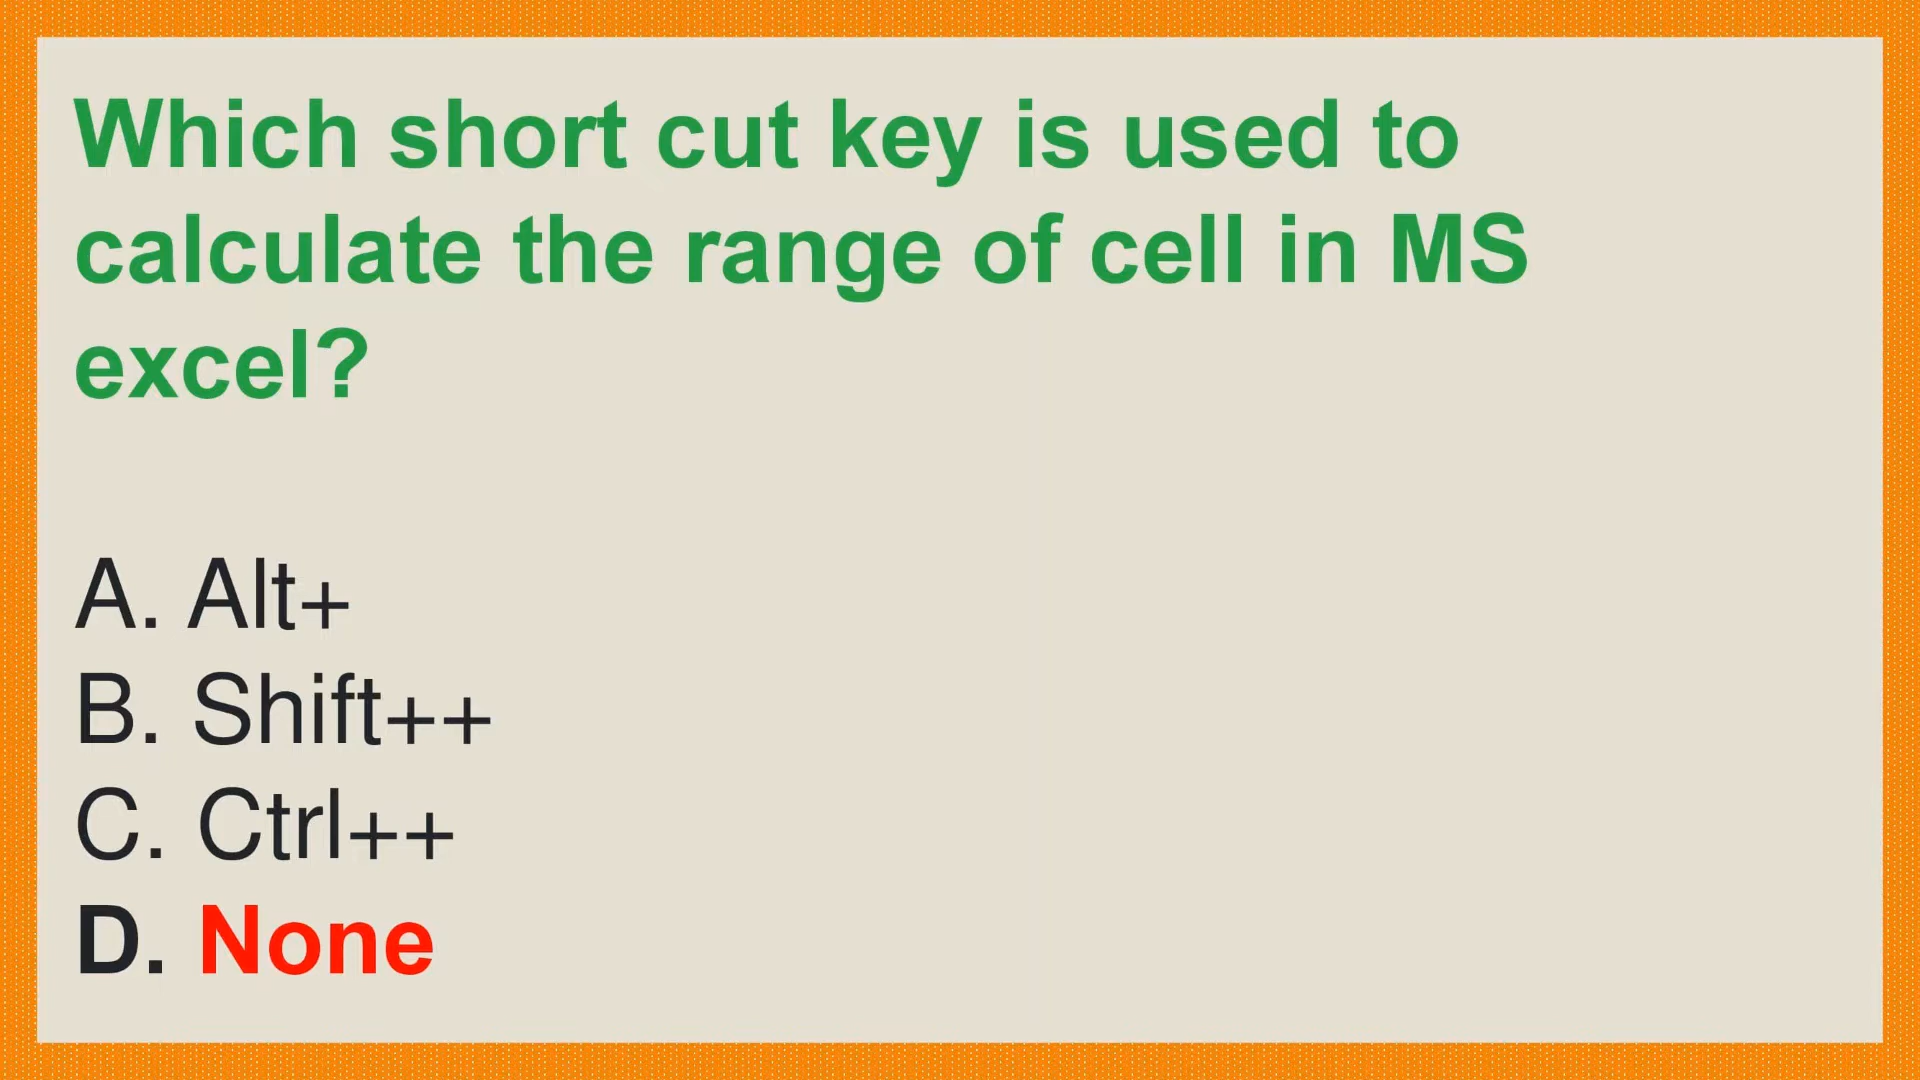 Which short cut key is used to
calculate the range of cell in MS
excel?
A. Alt+
B. Shift++
C. Ctrl++
D. None